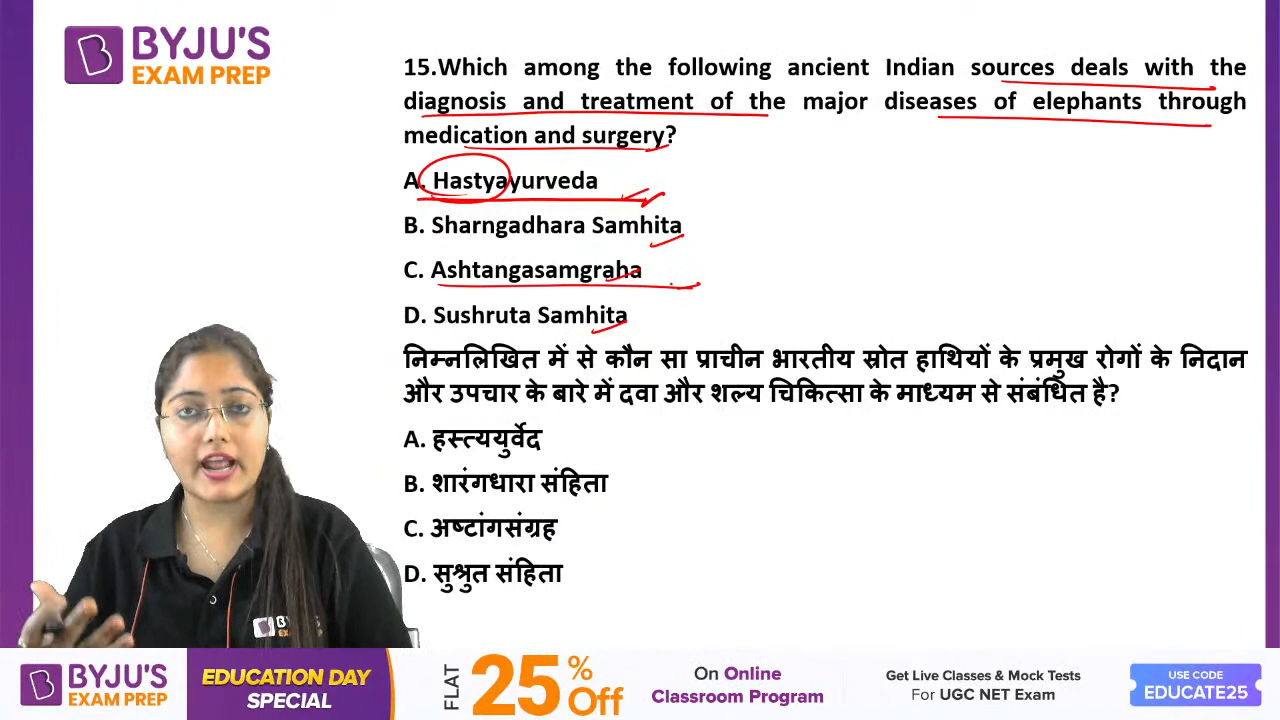 BYJU'S
EXAM PREP
15.Which among the following ancient Indian sources deals with the
diagnosis and treatment of the major diseases of elephants through
medication and surgery?
A. Hastyayurveda
B. Sharngadhara Samhita
C. Ashtangasamgraha
D. Sushruta Samhita
निम्नलिखित में से कौन सा प्राचीन भारतीय स्रोत हाथियों के प्रमुख रोगों के निदान
और उपचार के बारे में दवा और शल्य चिकित्सा के माध्यम से संबंधित है?
A. हस्त्ययुर्वेद
B. शारंगधारा संहिता
C. अष्टांगसंग्रह
D. सुश्रुत संहिता
BYJU'S
EXAM PREP
EDUCATION DAY
SPECIAL
FLAT
25% Off
On Online
Classroom Program
Get Live Classes & Mock Tests
For UGC NET Exam
USE CODE
EDUCATE25